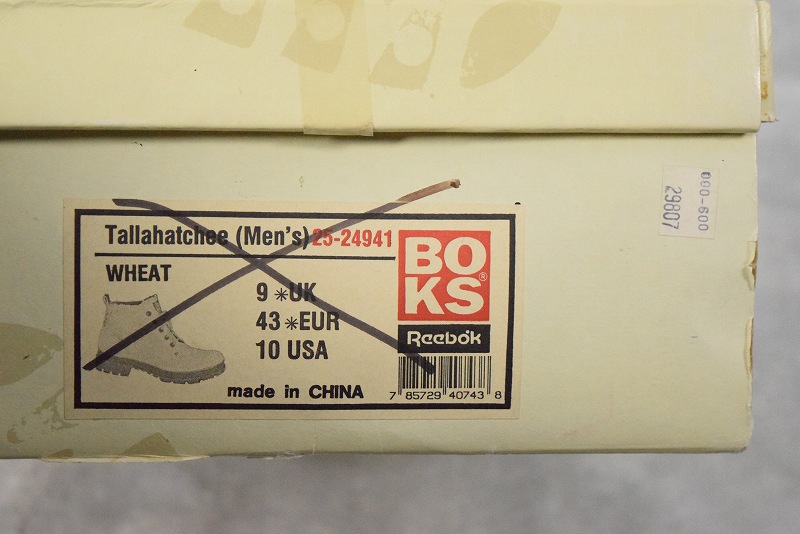 Tallahatchee (Men's) 25-24941
WHEAT
9 *UK
43 *EUR
10 USA
made in CHINA
BO
KS®
Reebok
7 85729 40743 8
000-600
29807